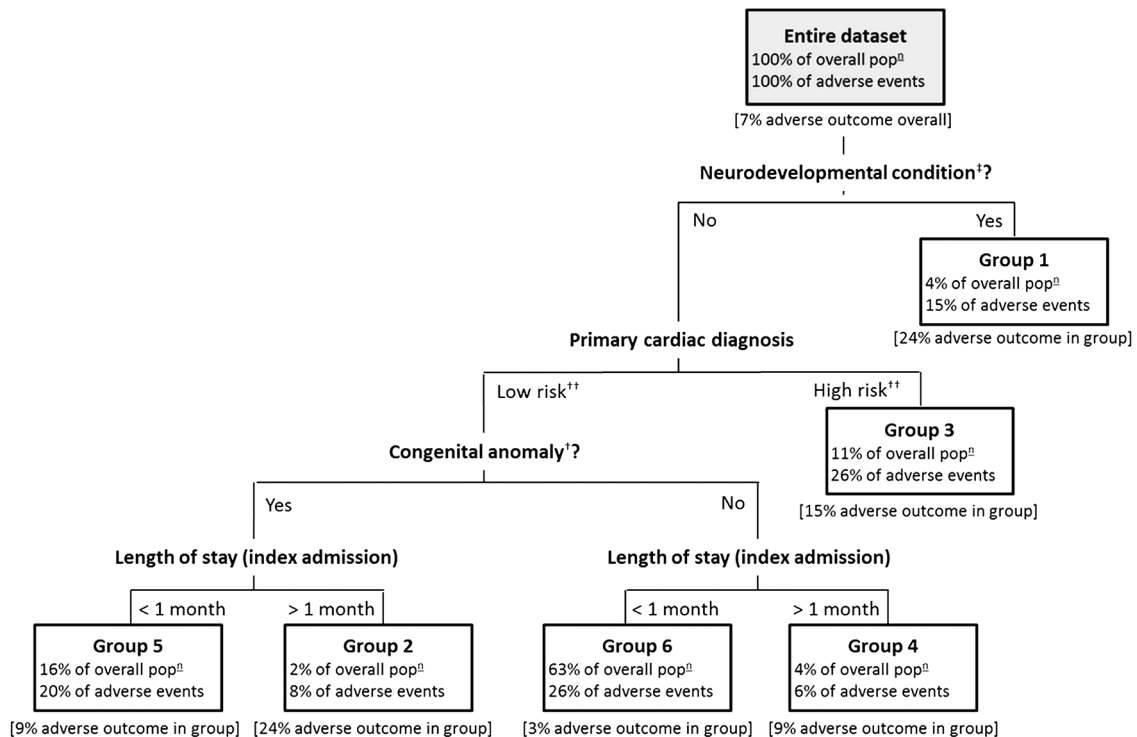 Entire dataset
100% of overall popⁿ
100% of adverse events
[7% adverse outcome overall]
Neurodevelopmental condition‡?
No
Yes
Group 1
4% of overall popⁿ
15% of adverse events
[24% adverse outcome in group]
Primary cardiac diagnosis
Low risk††
High risk††
Group 3
11% of overall popⁿ
26% of adverse events
[15% adverse outcome in group]
Congenital anomaly†?
Yes
No
Length of stay (index admission)
Length of stay (index admission)
< 1 month
> 1 month
< 1 month
> 1 month
Group 5
16% of overall popⁿ
20% of adverse events
[9% adverse outcome in group]
Group 2
2% of overall popⁿ
8% of adverse events
[24% adverse outcome in group]
Group 6
63% of overall popⁿ
26% of adverse events
[3% adverse outcome in group]
Group 4
4% of overall popⁿ
6% of adverse events
[9% adverse outcome in group]